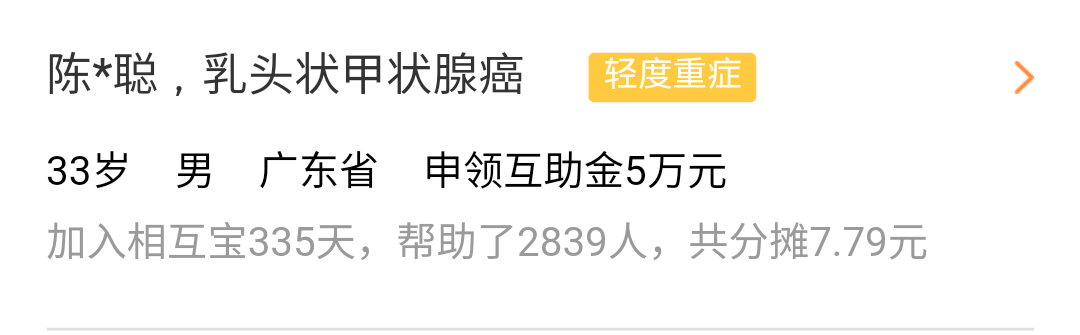 陈*聪，乳头状甲状腺癌 轻度重症
33岁 男 广东省 申领互助金5万元
加入相互宝335天，帮助了2839人，共分摊7.79元